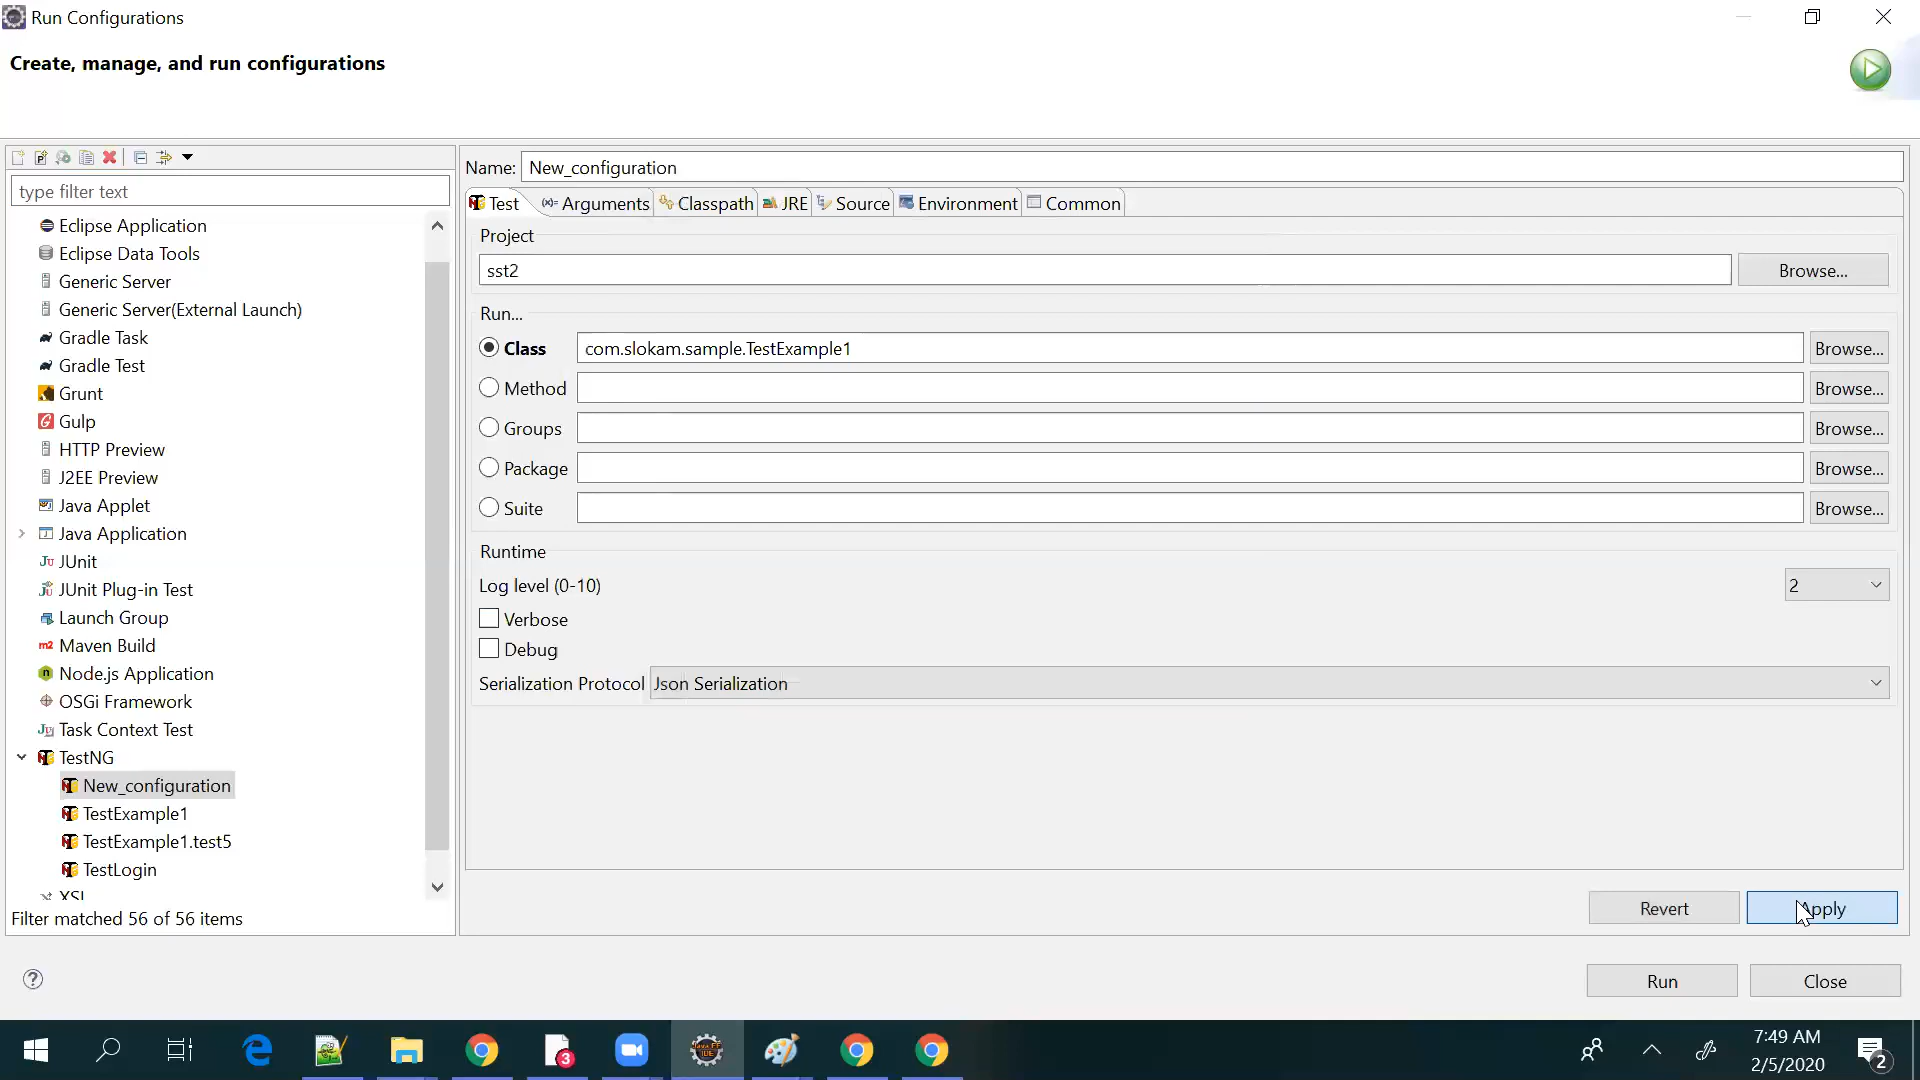 Run Configurations
Create, manage, and run configurations
type filter text
Eclipse Application
Eclipse Data Tools
Generic Server
Generic Server(External Launch)
Gradle Task
Gradle Test
Grunt
Gulp
HTTP Preview
J2EE Preview
Java Applet
Java Application
JUnit
JUnit Plug-in Test
Launch Group
Maven Build
Node.js Application
OSGi Framework
Task Context Test
TestNG
New_configuration
TestExample1
TestExample1.test5
TestLogin
XSL
Filter matched 56 of 56 items
Name: New_configuration
Test Arguments Classpath JRE Source Environment Common
Project
sst2 Browse...
Run...
Class com.slokam.sample.TestExample1 Browse...
Method Browse...
Groups Browse...
Package Browse...
Suite Browse...
Runtime
Log level (0-10) 2
Verbose
Debug
Serialization Protocol Json Serialization
Revert Apply
Run Close
3
7:49 AM
2/5/2020
2